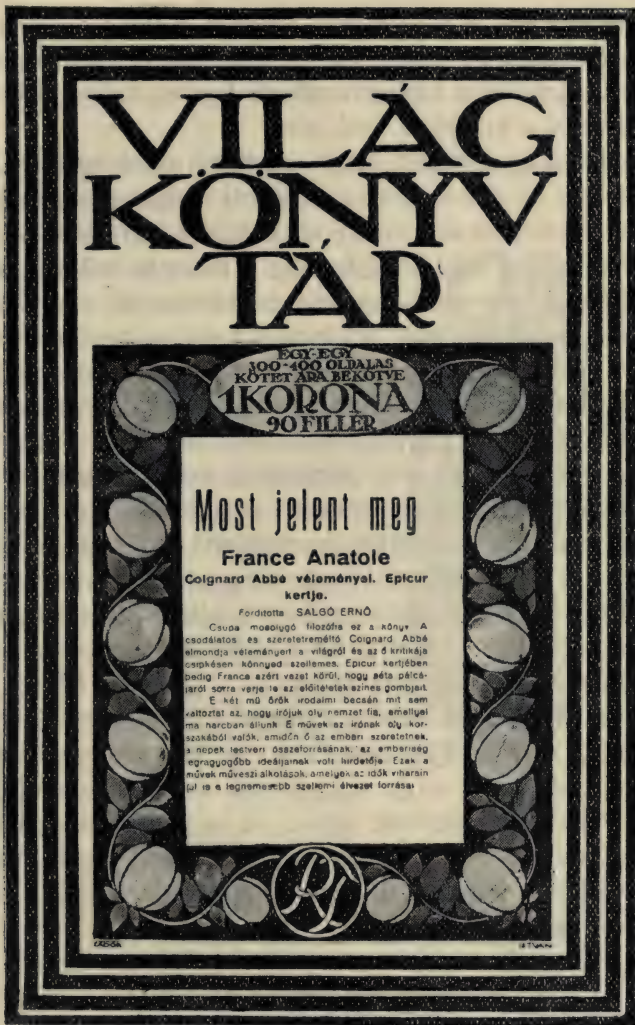 VILÁG
KÖNYV
TÁR
EGY-EGY
300-400 OLDALAS
KÖTET ÁRA BEKÖTVE
1 KORONA
90 FILLÉR
Most jelent meg
France Anatole
Coignard Abbé véleményei. Epicur
kertje.
Fordította SALGÓ ERNŐ
Csupa mosolygó filozófia ez a könyv A
csodálatos és szeretetreméltó Coignard Abbé
elmondja véleményeit a világról és az ő kritikája
csipkésen könnyed szellemes. Epicur kertjében
pedig France azért vezet körül, hogy séta pálcá-
járól sorra verje le az előítéletek színes gombjait.
E két mű örök irodalmi becsén mit sem
változtat az, hogy írójuk oly nemzet fia, amellyel
ma harcban állunk E művek az írónak oly kor-
szakából valók, amidőn ő az emberi szeretetnek,
a népek testvéri összeforrásának, az emberiség
legragyogóbb ideáljainak volt hirdetője Ezek a
művek művészi alkotások, amelyek az idők viharain
túl is a legnemesebb szellemi élvezet forrásai
RL